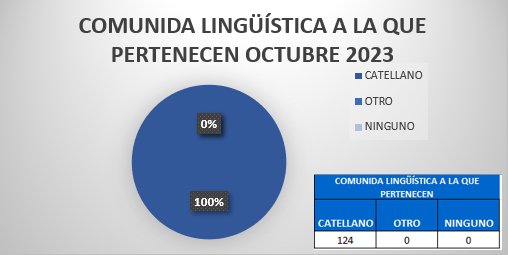 COMUNIDA LINGÜÍSTICA A LA QUE
PERTENECEN OCTUBRE 2023
CATELLANO
OTRO
NINGUNO
0%
100%
COMUNIDA LINGÜÍSTICA A LA QUE
PERTENECEN
CATELLANO OTRO NINGUNO
124 0 0